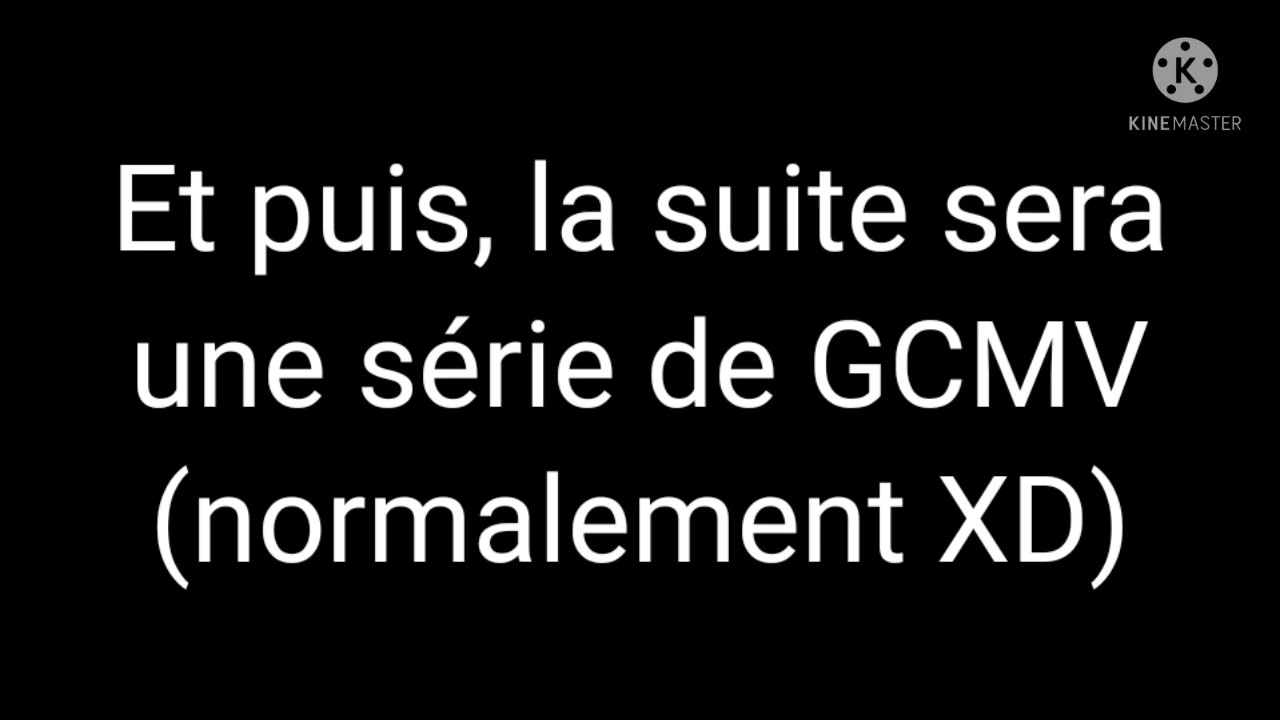 K
KINEMASTER
Et puis, la suite sera
une série de GCMV
(normalement XD)